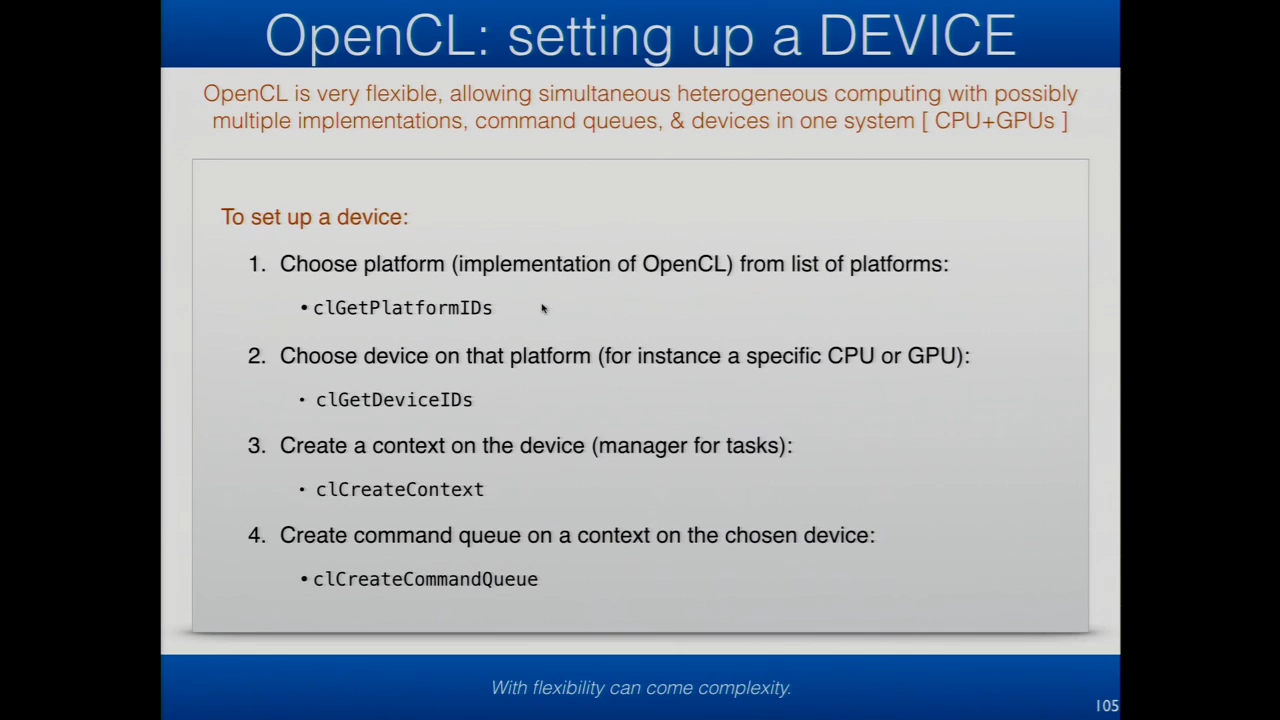 OpenCL: setting up a DEVICE
OpenCL is very flexible, allowing simultaneous heterogeneous computing with possibly
multiple implementations, command queues, & devices in one system [ CPU+GPUs ]
To set up a device:
1. Choose platform (implementation of OpenCL) from list of platforms:
• clGetPlatformIDs
2. Choose device on that platform (for instance a specific CPU or GPU):
• clGetDeviceIDs
3. Create a context on the device (manager for tasks):
• clCreateContext
4. Create command queue on a context on the chosen device:
• clCreateCommandQueue
With flexibility can come complexity.
105